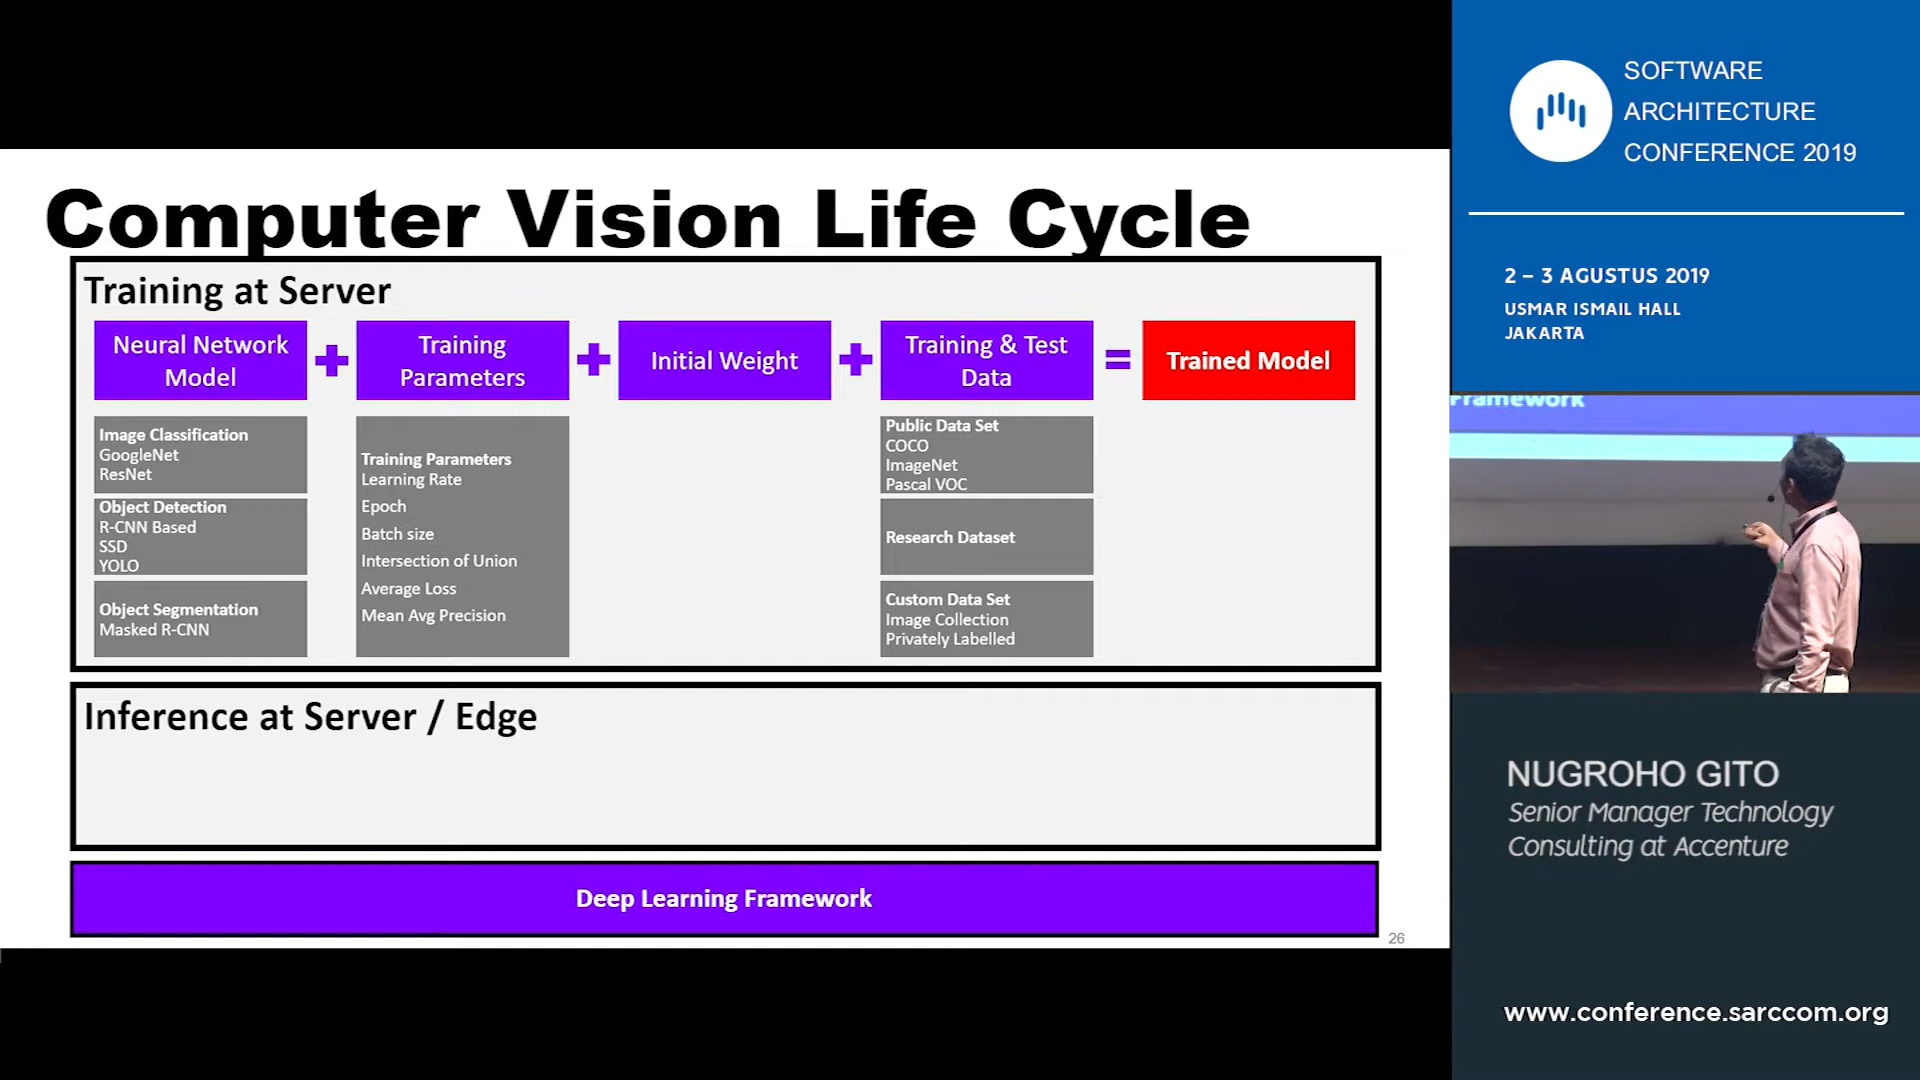 Computer Vision Life Cycle
Training at Server
Neural Network
Model
+
Training
Parameters
+
Initial Weight
+
Training & Test
Data
=
Trained Model
Image Classification
GoogleNet
ResNet
Object Detection
R-CNN Based
SSD
YOLO
Object Segmentation
Masked R-CNN
Training Parameters
Learning Rate
Epoch
Batch size
Intersection of Union
Average Loss
Mean Avg Precision
Public Data Set
COCO
ImageNet
Pascal VOC
Research Dataset
Custom Data Set
Image Collection
Privately Labelled
Inference at Server / Edge
Deep Learning Framework
26
SOFTWARE
ARCHITECTURE
CONFERENCE 2019
2 – 3 AGUSTUS 2019
USMAR ISMAIL HALL
JAKARTA
Framework
NUGROHO GITO
Senior Manager Technology
Consulting at Accenture
www.conference.sarccom.org